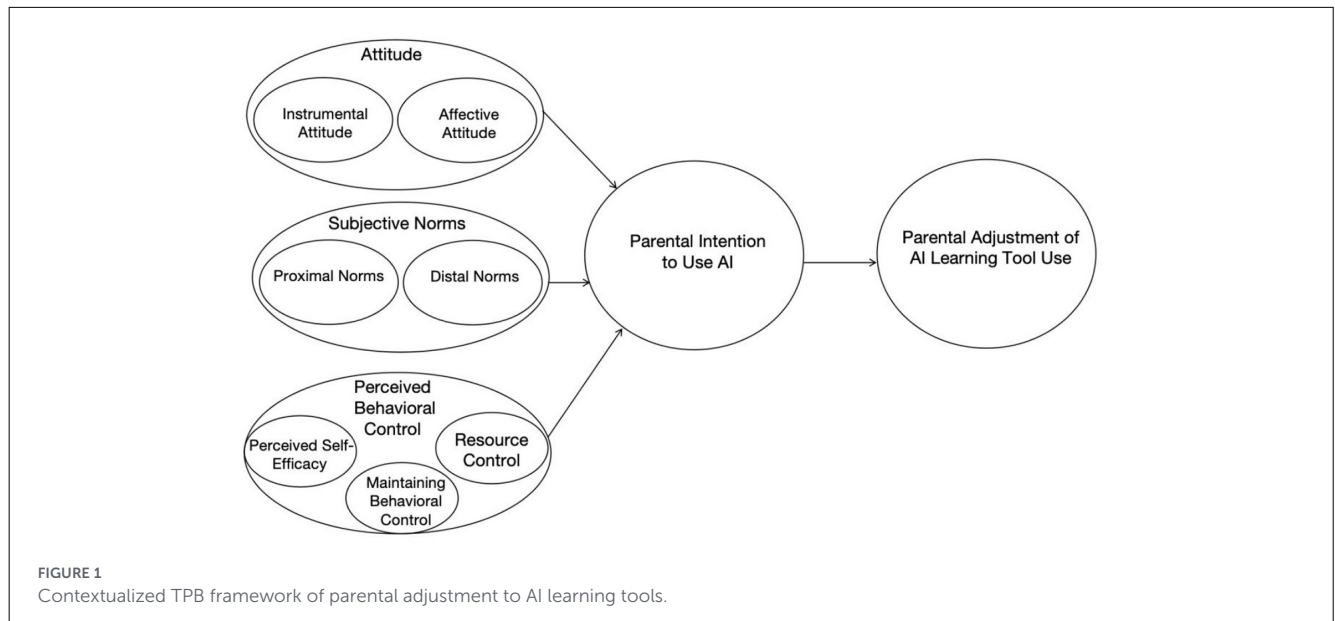 Attitude
Instrumental
Attitude
Affective
Attitude
Subjective Norms
Proximal Norms
Distal Norms
Perceived
Behavioral
Control
Perceived Self-
Efficacy
Resource
Control
Maintaining
Behavioral
Control
Parental Intention
to Use AI
Parental Adjustment of
AI Learning Tool Use
FIGURE 1
Contextualized TPB framework of parental adjustment to AI learning tools.